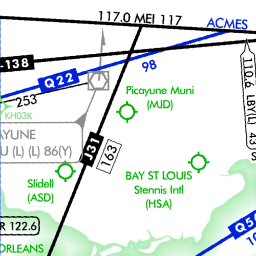 117.0 MEI 117
ACMES
-138
Q22
98
253
110.6 LBY(L) 43
KH03K
Picayune Muni
(MJD)
AYUNE
U (L) (L) 86(Y)
J31
163
BAY ST LOUIS
Stennis Intl
(HSA)
Slidell
(ASD)
R 122.6
ORLEANS